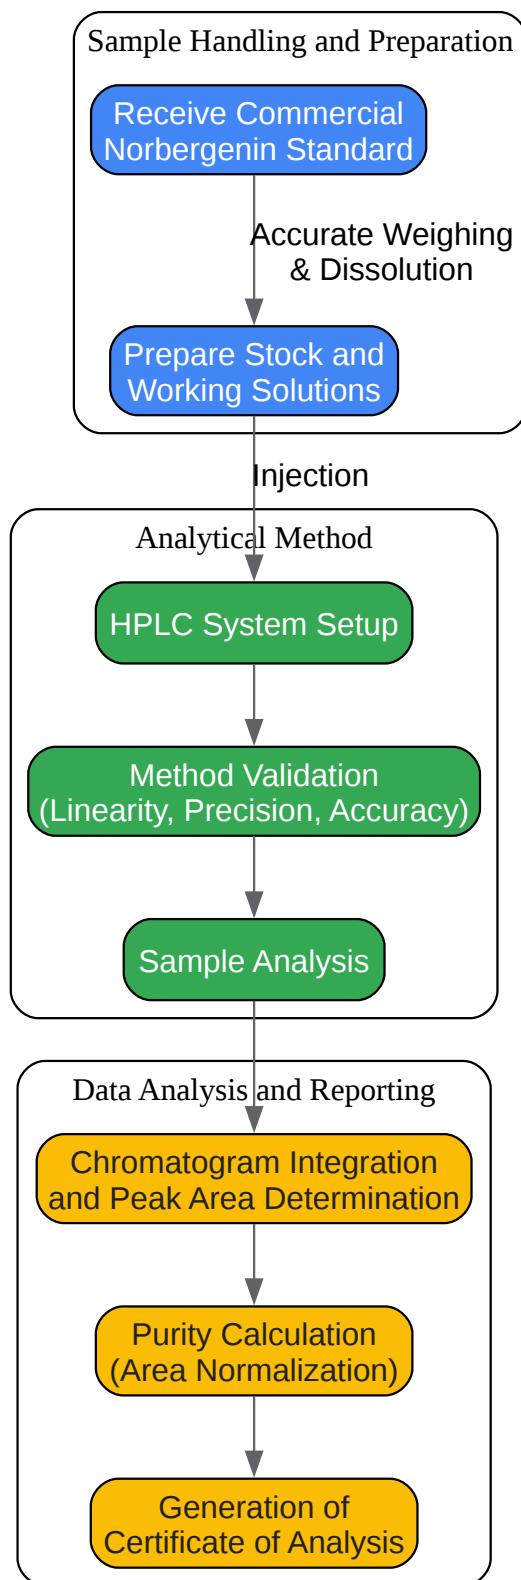 Sample Handling and Preparation
Receive Commercial
Norbergenin Standard
Accurate Weighing
& Dissolution
Prepare Stock and
Working Solutions
Injection
Analytical Method
HPLC System Setup
Method Validation
(Linearity, Precision, Accuracy)
Sample Analysis
Data Analysis and Reporting
Chromatogram Integration
and Peak Area Determination
Purity Calculation
(Area Normalization)
Generation of
Certificate of Analysis